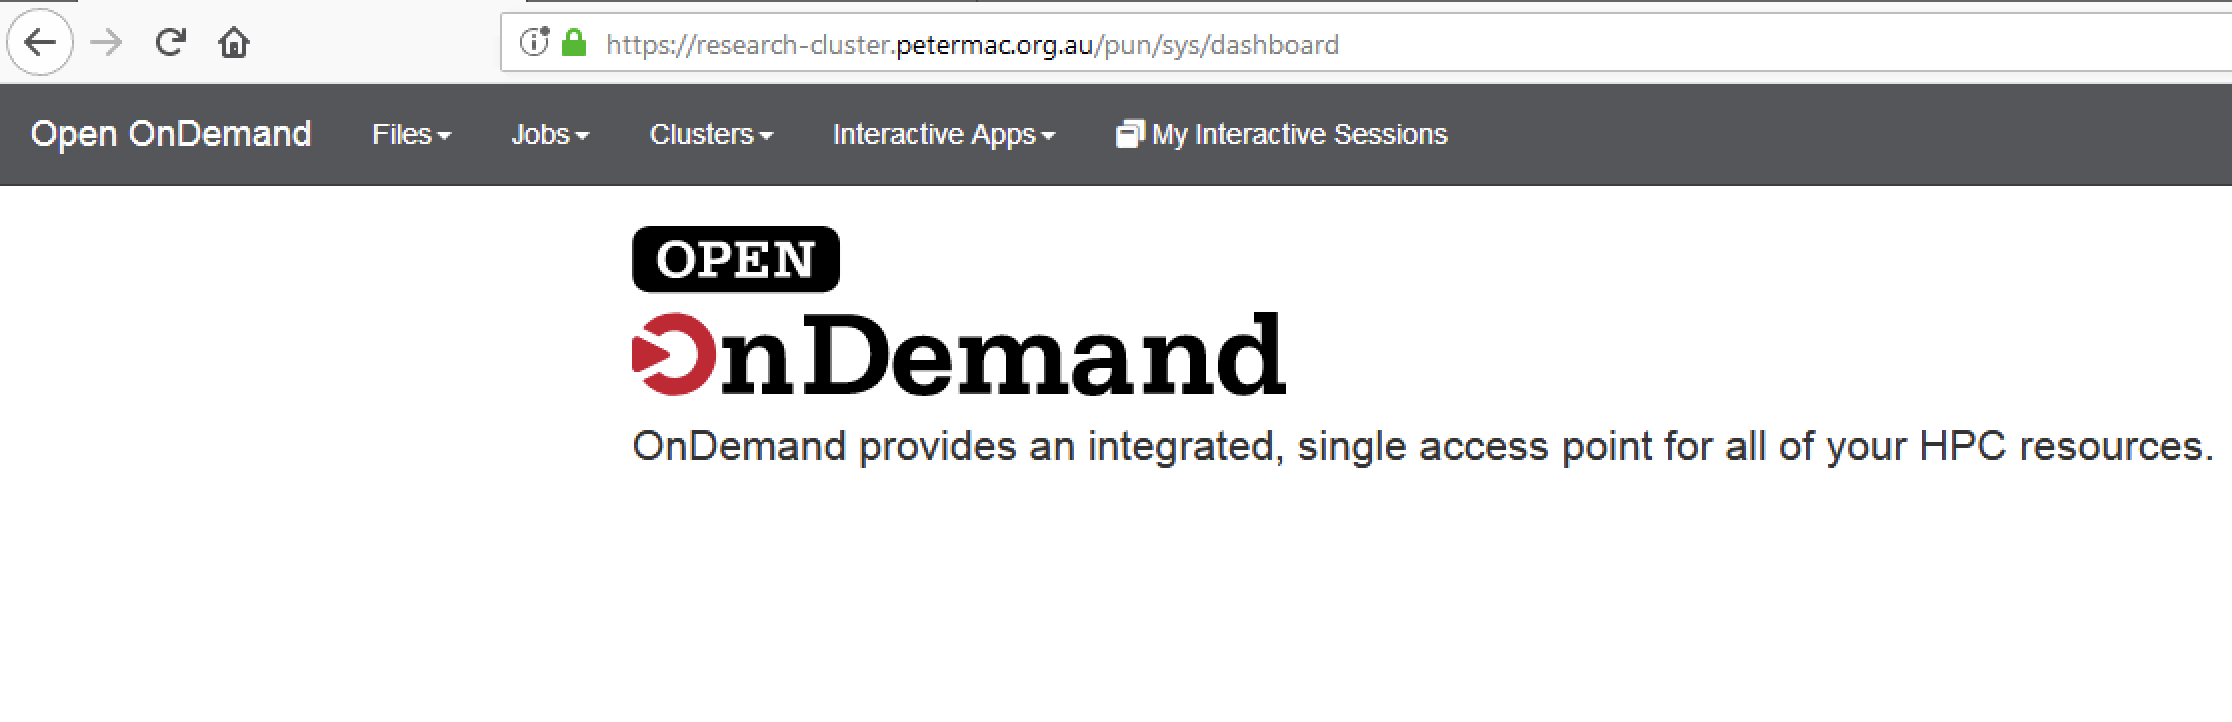 https://research-cluster.petermac.org.au/pun/sys/dashboard
Open OnDemand Files Jobs Clusters Interactive Apps My Interactive Sessions
OPEN
OnDemand
OnDemand provides an integrated, single access point for all of your HPC resources.